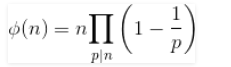 ϕ(n) = n∏_{p|n} (1 − 1/p)